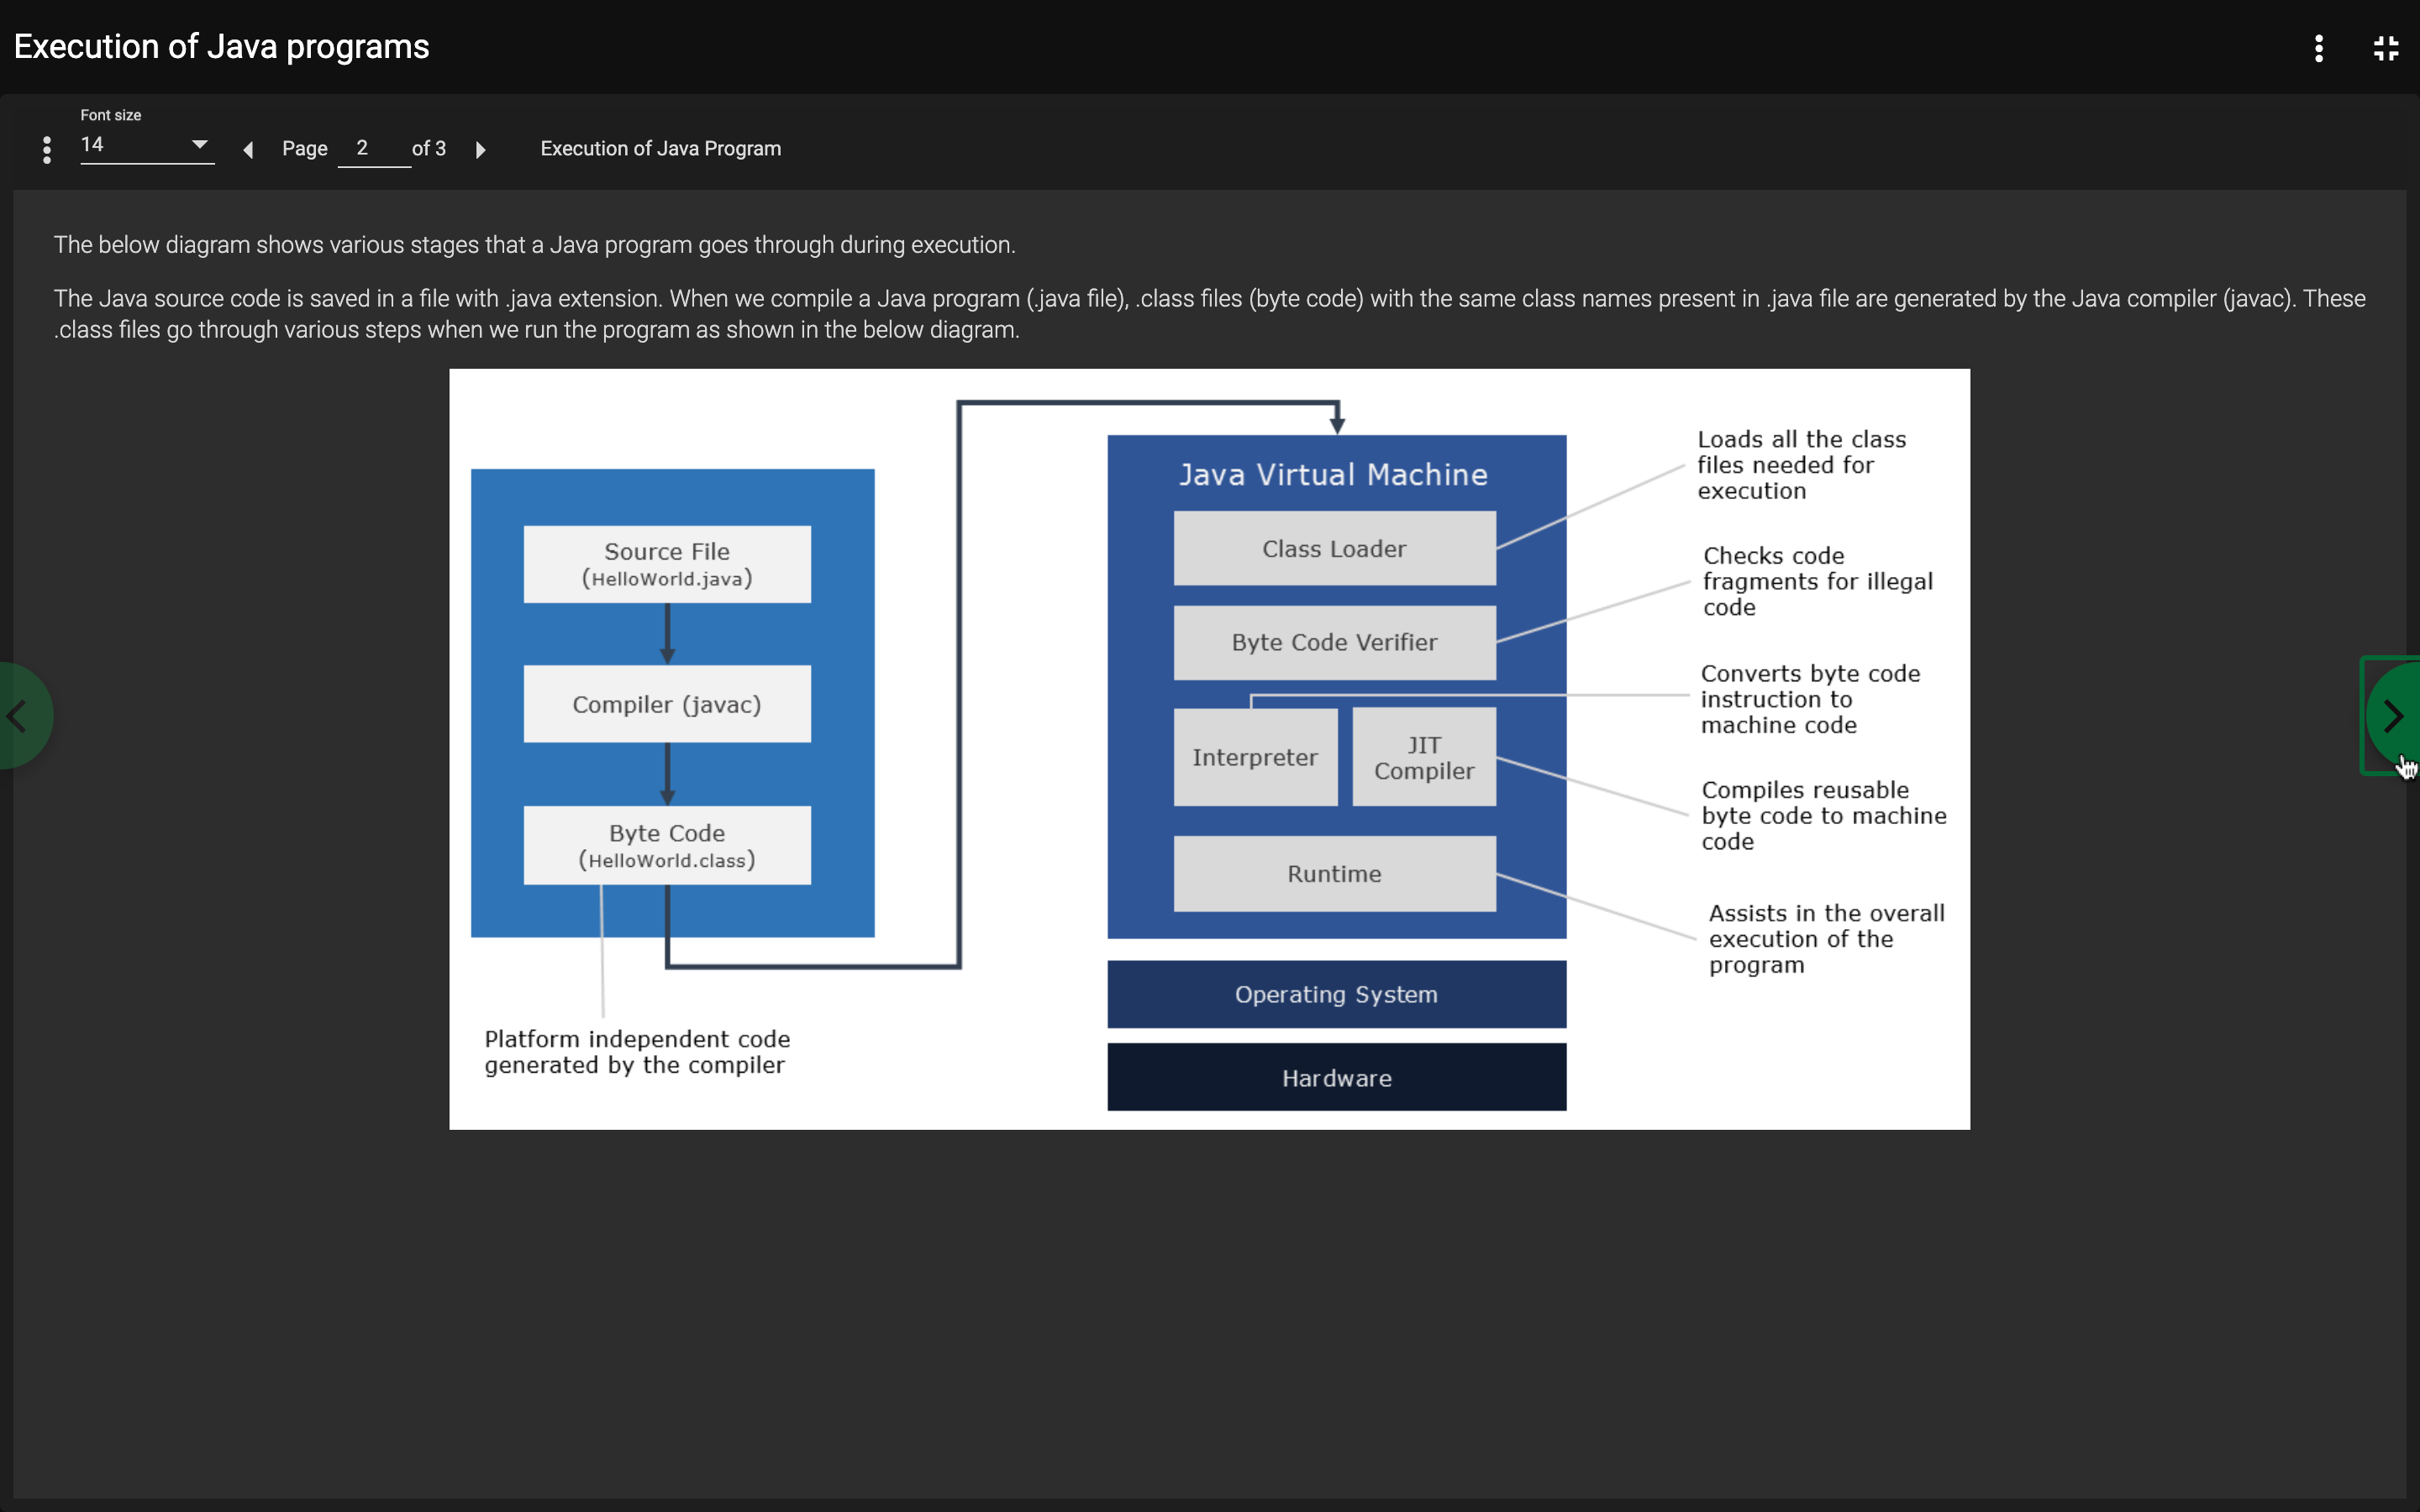 Execution of Java programs
Font size
14
Page 2 of 3
Execution of Java Program
The below diagram shows various stages that a Java program goes through during execution.
The Java source code is saved in a file with .java extension. When we compile a Java program (.java file), .class files (byte code) with the same class names present in .java file are generated by the Java compiler (javac). These
.class files go through various steps when we run the program as shown in the below diagram.
Source File
(HelloWorld.java)
Compiler (javac)
Byte Code
(HelloWorld.class)
Platform independent code
generated by the compiler
Java Virtual Machine
Class Loader
Byte Code Verifier
Interpreter
JIT
Compiler
Runtime
Operating System
Hardware
Loads all the class
files needed for
execution
Checks code
fragments for illegal
code
Converts byte code
instruction to
machine code
Compiles reusable
byte code to machine
code
Assists in the overall
execution of the
program